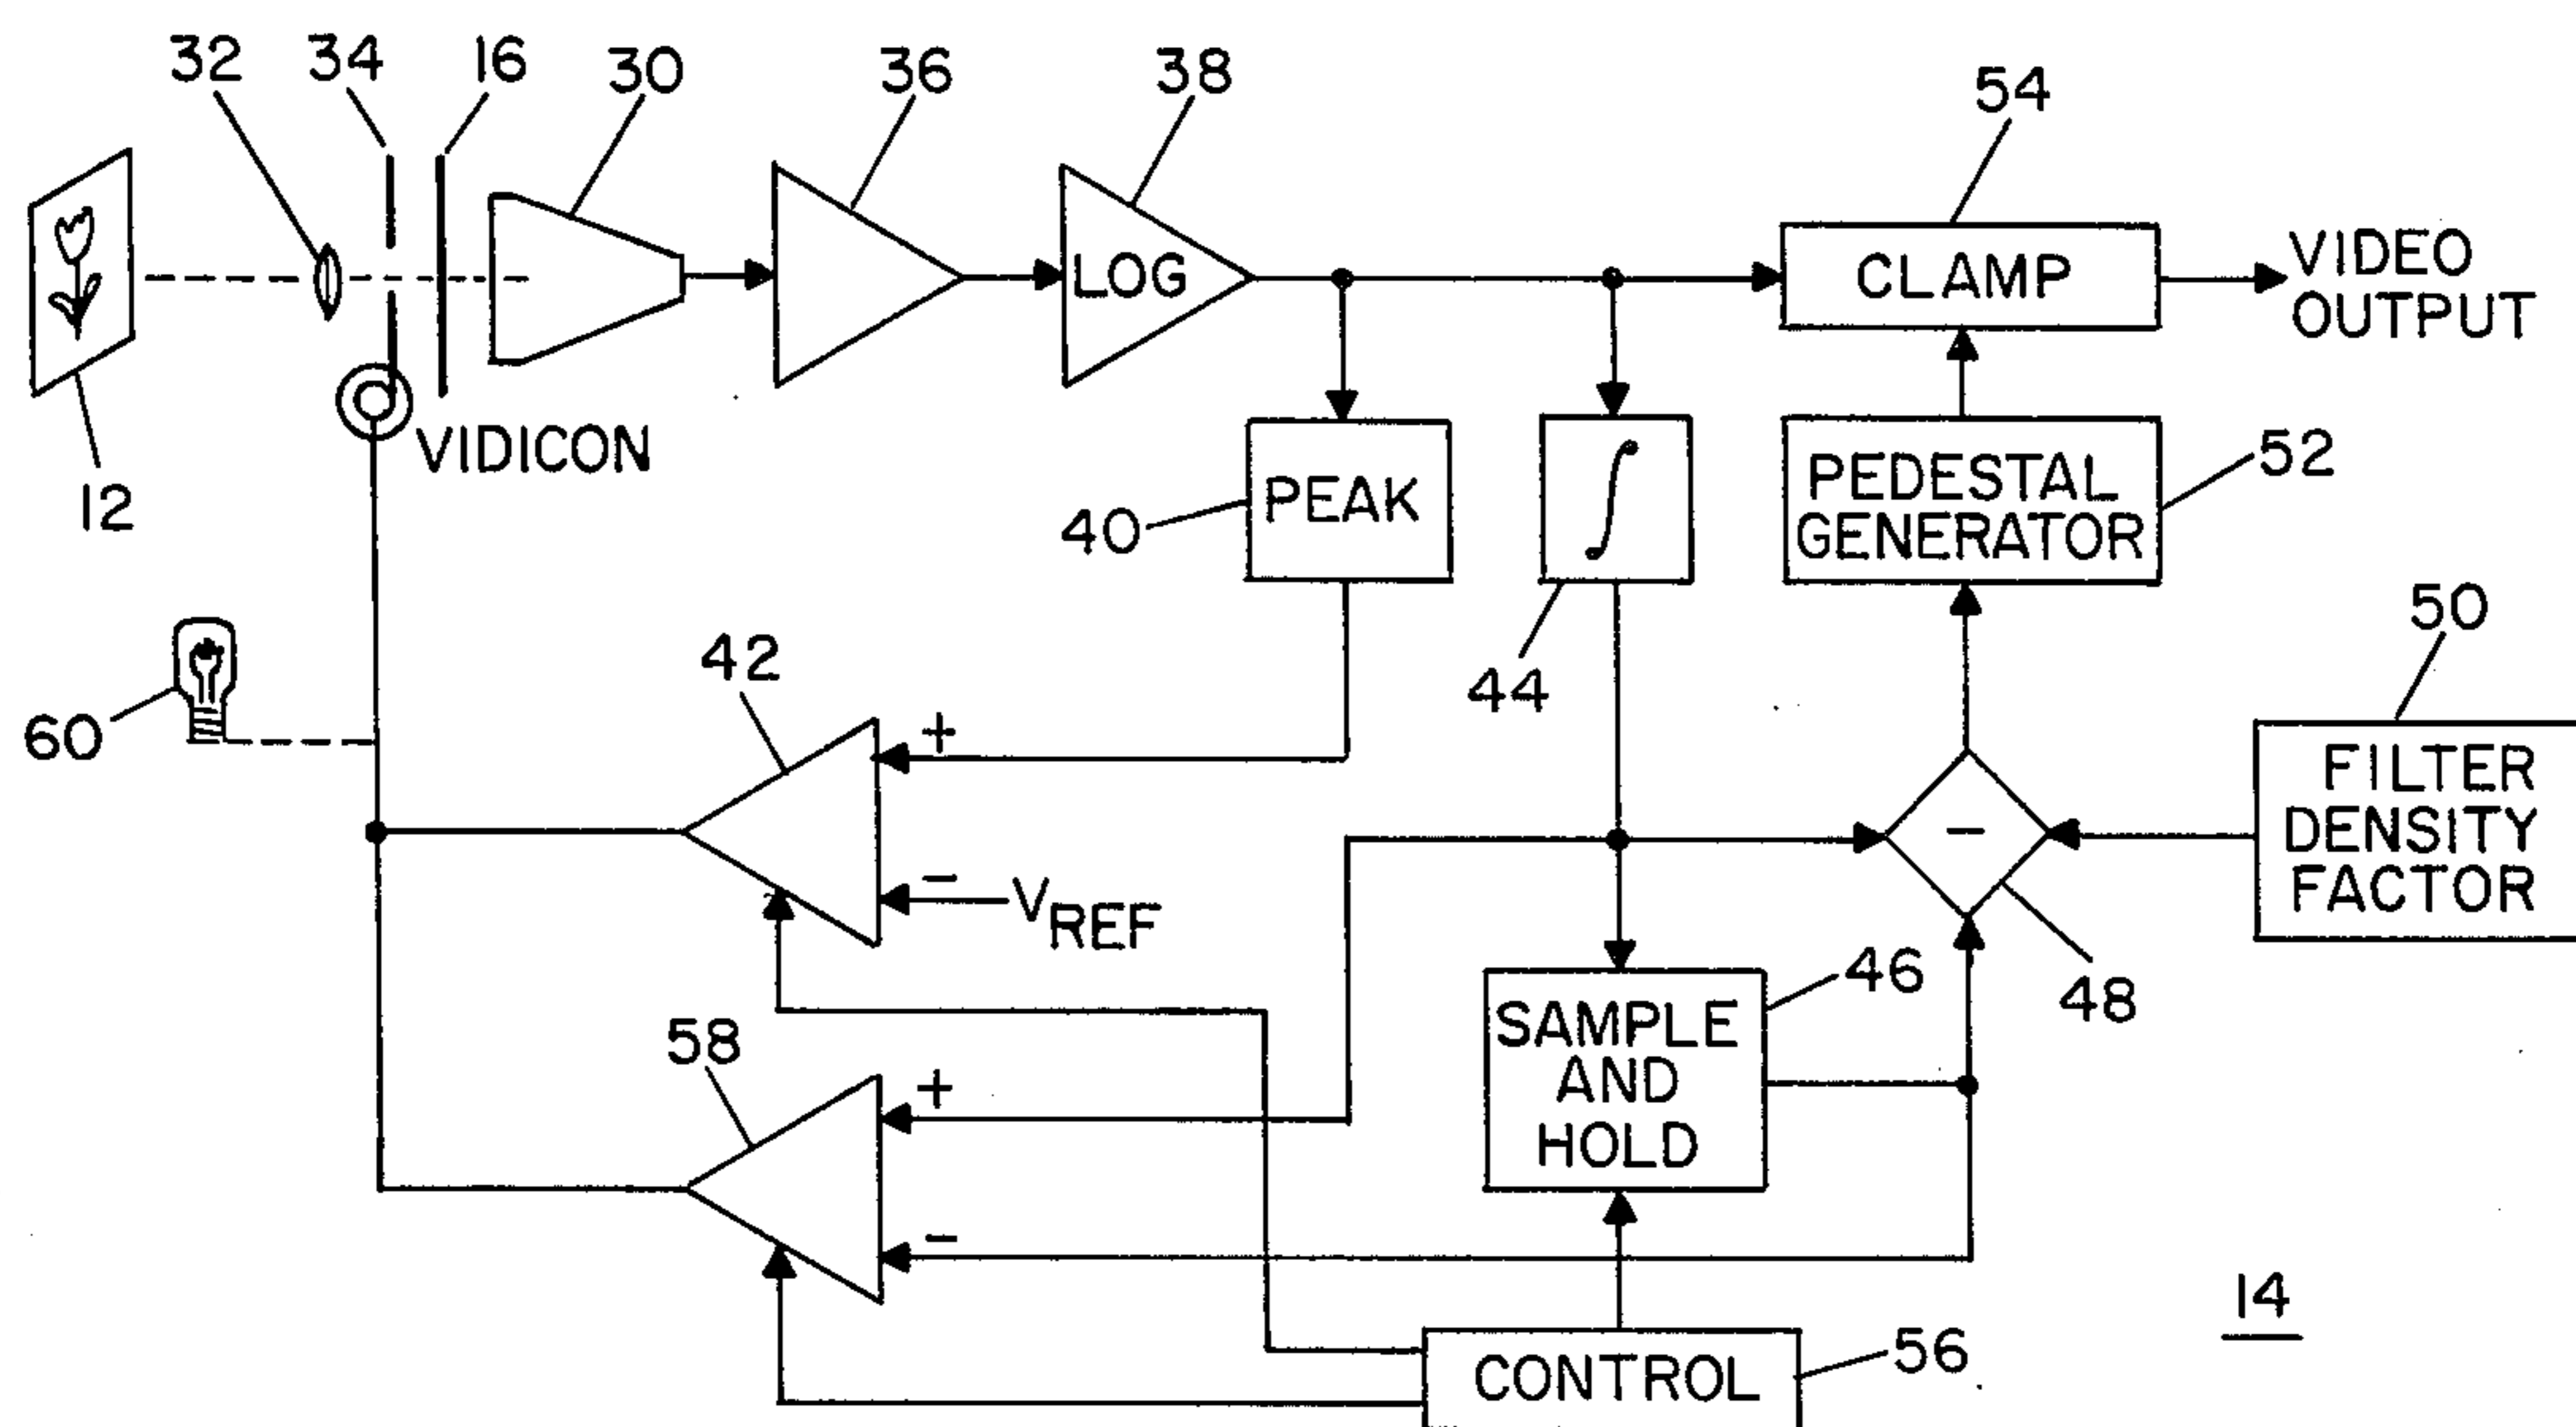 32
34
16
30
36
38
54
LOG
CLAMP
VIDEO
OUTPUT
12
VIDICON
40
PEAK
∫
44
PEDESTAL
GENERATOR
52
50
60
42
+
−
V REF
−
FILTER
DENSITY
FACTOR
48
46
SAMPLE
AND
HOLD
58
+
−
14
CONTROL
56